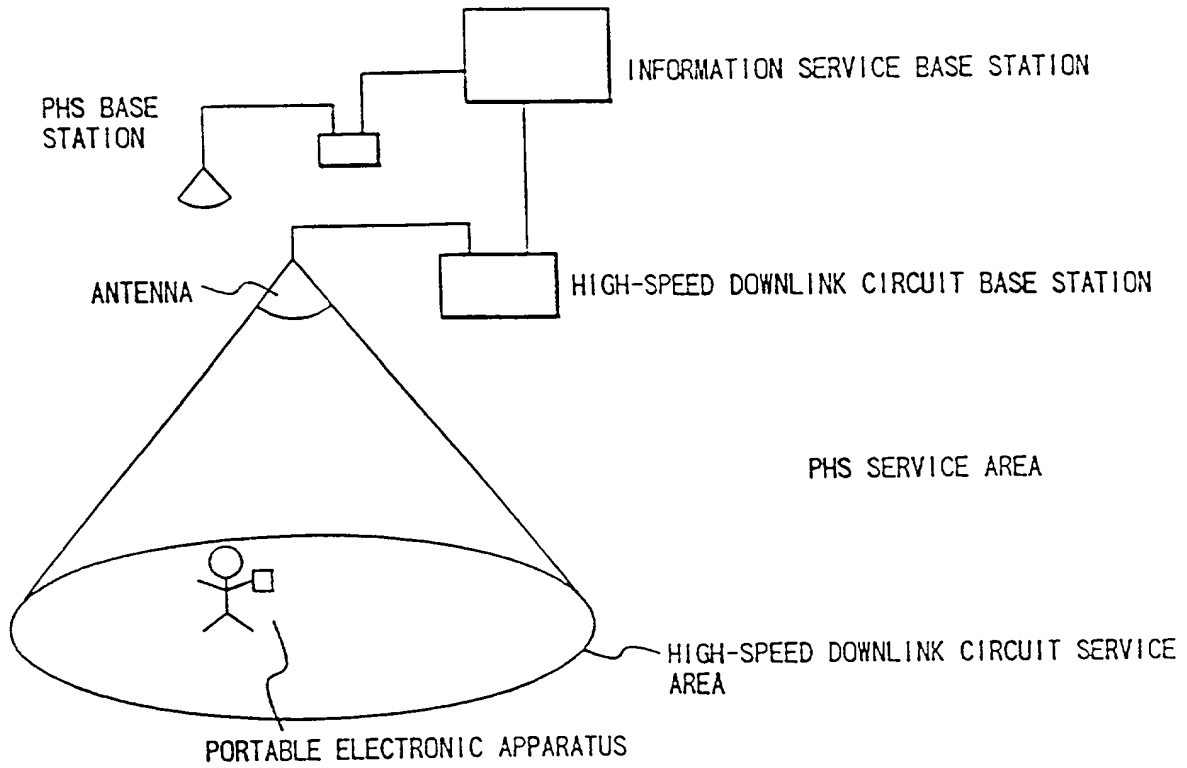 INFORMATION SERVICE BASE STATION
PHS BASE
STATION
ANTENNA
HIGH-SPEED DOWNLINK CIRCUIT BASE STATION
PHS SERVICE AREA
HIGH-SPEED DOWNLINK CIRCUIT SERVICE
AREA
PORTABLE ELECTRONIC APPARATUS